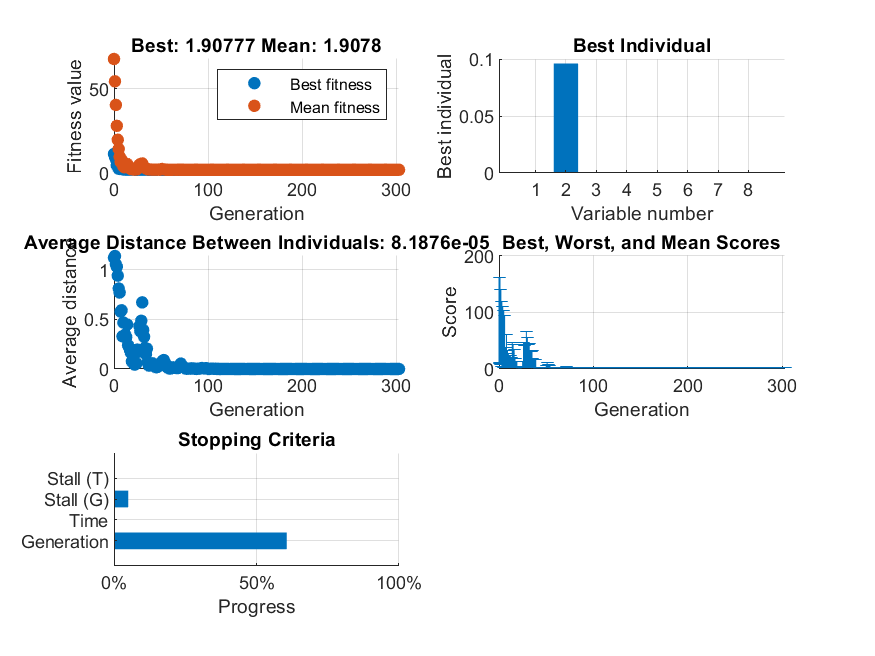 Best: 1.90777 Mean: 1.9078
Fitness value
50
0
Best fitness
Mean fitness
0 100 200 300
Generation
Best Individual
Best individual
0.1
0.05
0
1 2 3 4 5 6 7 8
Variable number
Average Distance Between Individuals: 8.1876e-05
Average distance
1
0.5
0
0 100 200 300
Generation
Best, Worst, and Mean Scores
Score
200
100
0
0 100 200 300
Generation
Stopping Criteria
Stall (T)
Stall (G)
Time
Generation
0% 50% 100%
Progress